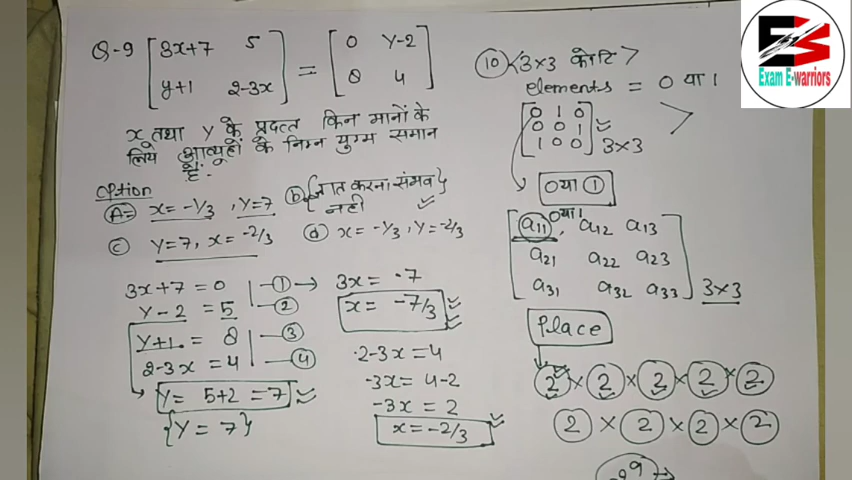 Q-9 [3x+7 5 y+1 2-3x] = [0 y-2 8 4]
x तथा y के प्रदत्त किन मानों के
लिये आव्यूहों के निम्न युग्म समान
हैं -
option
(A= x = -1/3 , y = 7
(b) {ज्ञात करना संभव नहीं}
(c) y = 7, x = -2/3
(d) x = -1/3, y = -2/3
3x+7 = 0 —(1) →
y-2 = 5 —(2)
y+1 = 8 —(3)
2-3x = 4 —(4)
y = 5+2 = 7
{y = 7}
3x = -7
x = -7/3
2-3x = 4
-3x = 4-2
-3x = 2
x = -2/3
(10) <3×3 कोटि>
elements = 0 या 1
[0 1 0
0 0 1
1 0 0] 3×3
0 या (1)
0 या 1
[a11, a12 a13
a21 a22 a23
a31 a32 a33] 3×3
Place
(2) × (2) × (2) × (2) × (2)
(2) × (2) × (2) × (2)
Exam E-warriors